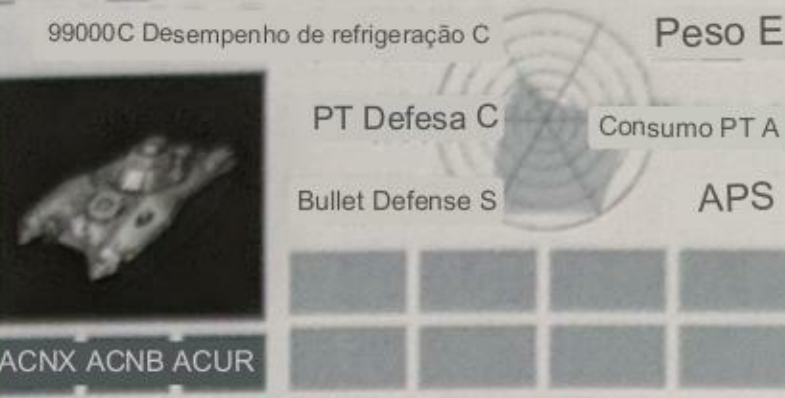 99000C Desempenho de refrigeração C
Peso E
PT Defesa C
Consumo PT A
Bullet Defense S
APS
ACNX ACNB ACUR